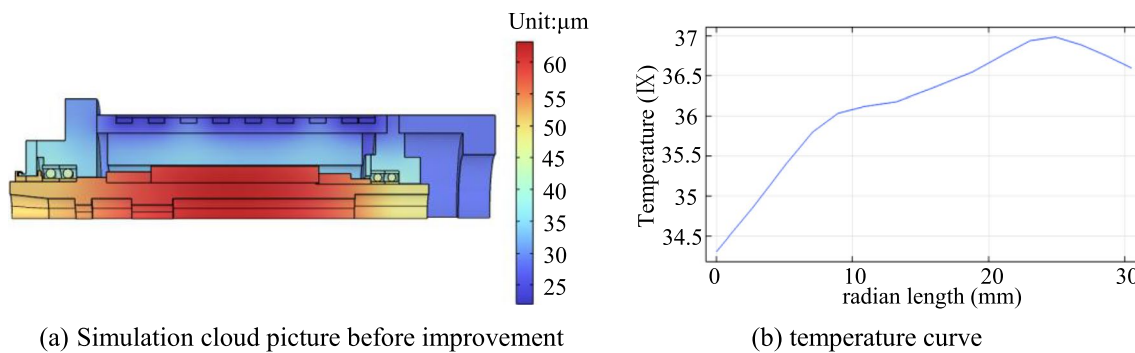 Unit:μm
60
55
50
45
40
35
30
25
(a) Simulation cloud picture before improvement
Temperature (IX)
37
36.5
36
35.5
35
34.5
0 10 20 30
radian length (mm)
(b) temperature curve